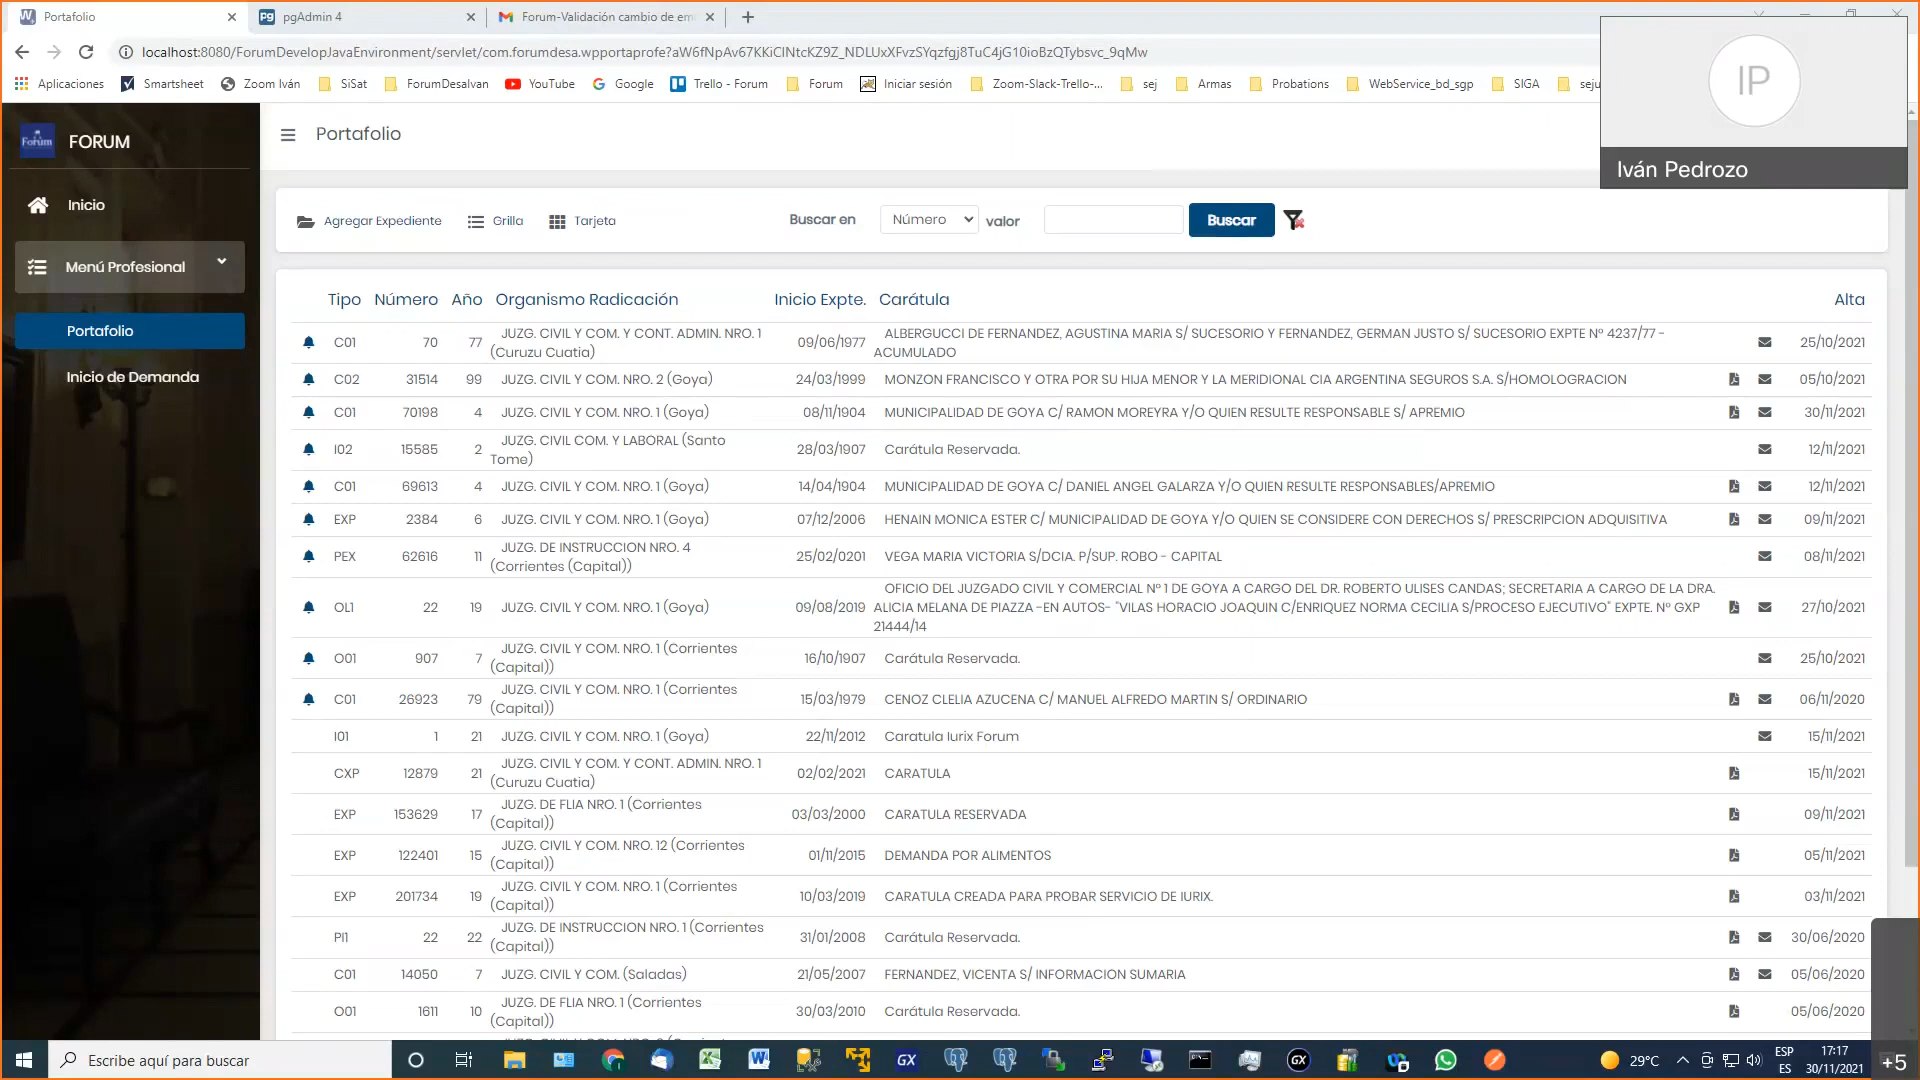 Portafolio
pgAdmin 4
Forum-Validación cambio de em
localhost:8080/ForumDevelopJavaEnvironment/servlet/com.forumdesa.wpportaprofe?aW6fNpAv67KKiCINtcKZ9Z_NDLUxXFvzSYqzfgj8TuC4jG10ioBzQTybsvc_9qMw
Aplicaciones Smartsheet Zoom Iván SiSat ForumDesaIvan YouTube Google Trello - Forum Forum Iniciar sesión Zoom-Slack-Trello-... sej Armas Probations WebService_bd_sgp SIGA seju
IP
Iván Pedrozo
Forum
FORUM
Inicio
Menú Profesional
Portafolio
Inicio de Demanda
Portafolio
Agregar Expediente Grilla Tarjeta Buscar en Número valor Buscar
Tipo Número Año Organismo Radicación Inicio Expte. Carátula Alta
C01 70 77 JUZG. CIVIL Y COM. Y CONT. ADMIN. NRO. 1 (Curuzu Cuatia) 09/06/1977 ALBERGUCCI DE FERNANDEZ, AGUSTINA MARIA S/ SUCESORIO Y FERNANDEZ, GERMAN JUSTO S/ SUCESORIO EXPTE Nº 4237/77 - ACUMULADO 25/10/2021
C02 31514 99 JUZG. CIVIL Y COM. NRO. 2 (Goya) 24/03/1999 MONZON FRANCISCO Y OTRA POR SU HIJA MENOR Y LA MERIDIONAL CIA ARGENTINA SEGUROS S.A. S/HOMOLOGRACION 05/10/2021
C01 70198 4 JUZG. CIVIL Y COM. NRO. 1 (Goya) 08/11/1904 MUNICIPALIDAD DE GOYA C/ RAMON MOREYRA Y/O QUIEN RESULTE RESPONSABLE S/ APREMIO 30/11/2021
I02 15585 2 JUZG. CIVIL COM. Y LABORAL (Santo Tome) 28/03/1907 Carátula Reservada. 12/11/2021
C01 69613 4 JUZG. CIVIL Y COM. NRO. 1 (Goya) 14/04/1904 MUNICIPALIDAD DE GOYA C/ DANIEL ANGEL GALARZA Y/O QUIEN RESULTE RESPONSABLES/APREMIO 12/11/2021
EXP 2384 6 JUZG. CIVIL Y COM. NRO. 1 (Goya) 07/12/2006 HENAIN MONICA ESTER C/ MUNICIPALIDAD DE GOYA Y/O QUIEN SE CONSIDERE CON DERECHOS S/ PRESCRIPCION ADQUISITIVA 09/11/2021
PEX 62616 11 JUZG. DE INSTRUCCION NRO. 4 (Corrientes (Capital)) 25/02/0201 VEGA MARIA VICTORIA S/DCIA. P/SUP. ROBO - CAPITAL 08/11/2021
OL1 22 19 JUZG. CIVIL Y COM. NRO. 1 (Goya) 09/08/2019 OFICIO DEL JUZGADO CIVIL Y COMERCIAL Nº 1 DE GOYA A CARGO DEL DR. ROBERTO ULISES CANDAS; SECRETARIA A CARGO DE LA DRA. ALICIA MELANA DE PIAZZA -EN AUTOS- "VILAS HORACIO JOAQUIN C/ENRIQUEZ NORMA CECILIA S/PROCESO EJECUTIVO" EXPTE. Nº GXP 21444/14 27/10/2021
O01 907 7 JUZG. CIVIL Y COM. NRO. 1 (Corrientes (Capital)) 16/10/1907 Carátula Reservada. 25/10/2021
C01 26923 79 JUZG. CIVIL Y COM. NRO. 1 (Corrientes (Capital)) 15/03/1979 CENOZ CLELIA AZUCENA C/ MANUEL ALFREDO MARTIN S/ ORDINARIO 06/11/2020
I01 1 21 JUZG. CIVIL Y COM. NRO. 1 (Goya) 22/11/2012 Caratula Iurix Forum 15/11/2021
CXP 12879 21 JUZG. CIVIL Y COM. Y CONT. ADMIN. NRO. 1 (Curuzu Cuatia) 02/02/2021 CARATULA 15/11/2021
EXP 153629 17 JUZG. DE FLIA NRO. 1 (Corrientes (Capital)) 03/03/2000 CARATULA RESERVADA 09/11/2021
EXP 122401 15 JUZG. CIVIL Y COM. NRO. 12 (Corrientes (Capital)) 01/11/2015 DEMANDA POR ALIMENTOS 05/11/2021
EXP 201734 19 JUZG. CIVIL Y COM. NRO. 1 (Corrientes (Capital)) 10/03/2019 CARATULA CREADA PARA PROBAR SERVICIO DE IURIX. 03/11/2021
PI1 22 22 JUZG. DE INSTRUCCION NRO. 1 (Corrientes (Capital)) 31/01/2008 Carátula Reservada. 30/06/2020
C01 14050 7 JUZG. CIVIL Y COM. (Saladas) 21/05/2007 FERNANDEZ, VICENTA S/ INFORMACION SUMARIA 05/06/2020
O01 1611 10 JUZG. DE FLIA NRO. 1 (Corrientes (Capital)) 30/03/2010 Carátula Reservada. 05/06/2020
Escribe aquí para buscar
29°C
ESP
ES
17:17
30/11/2021
+5